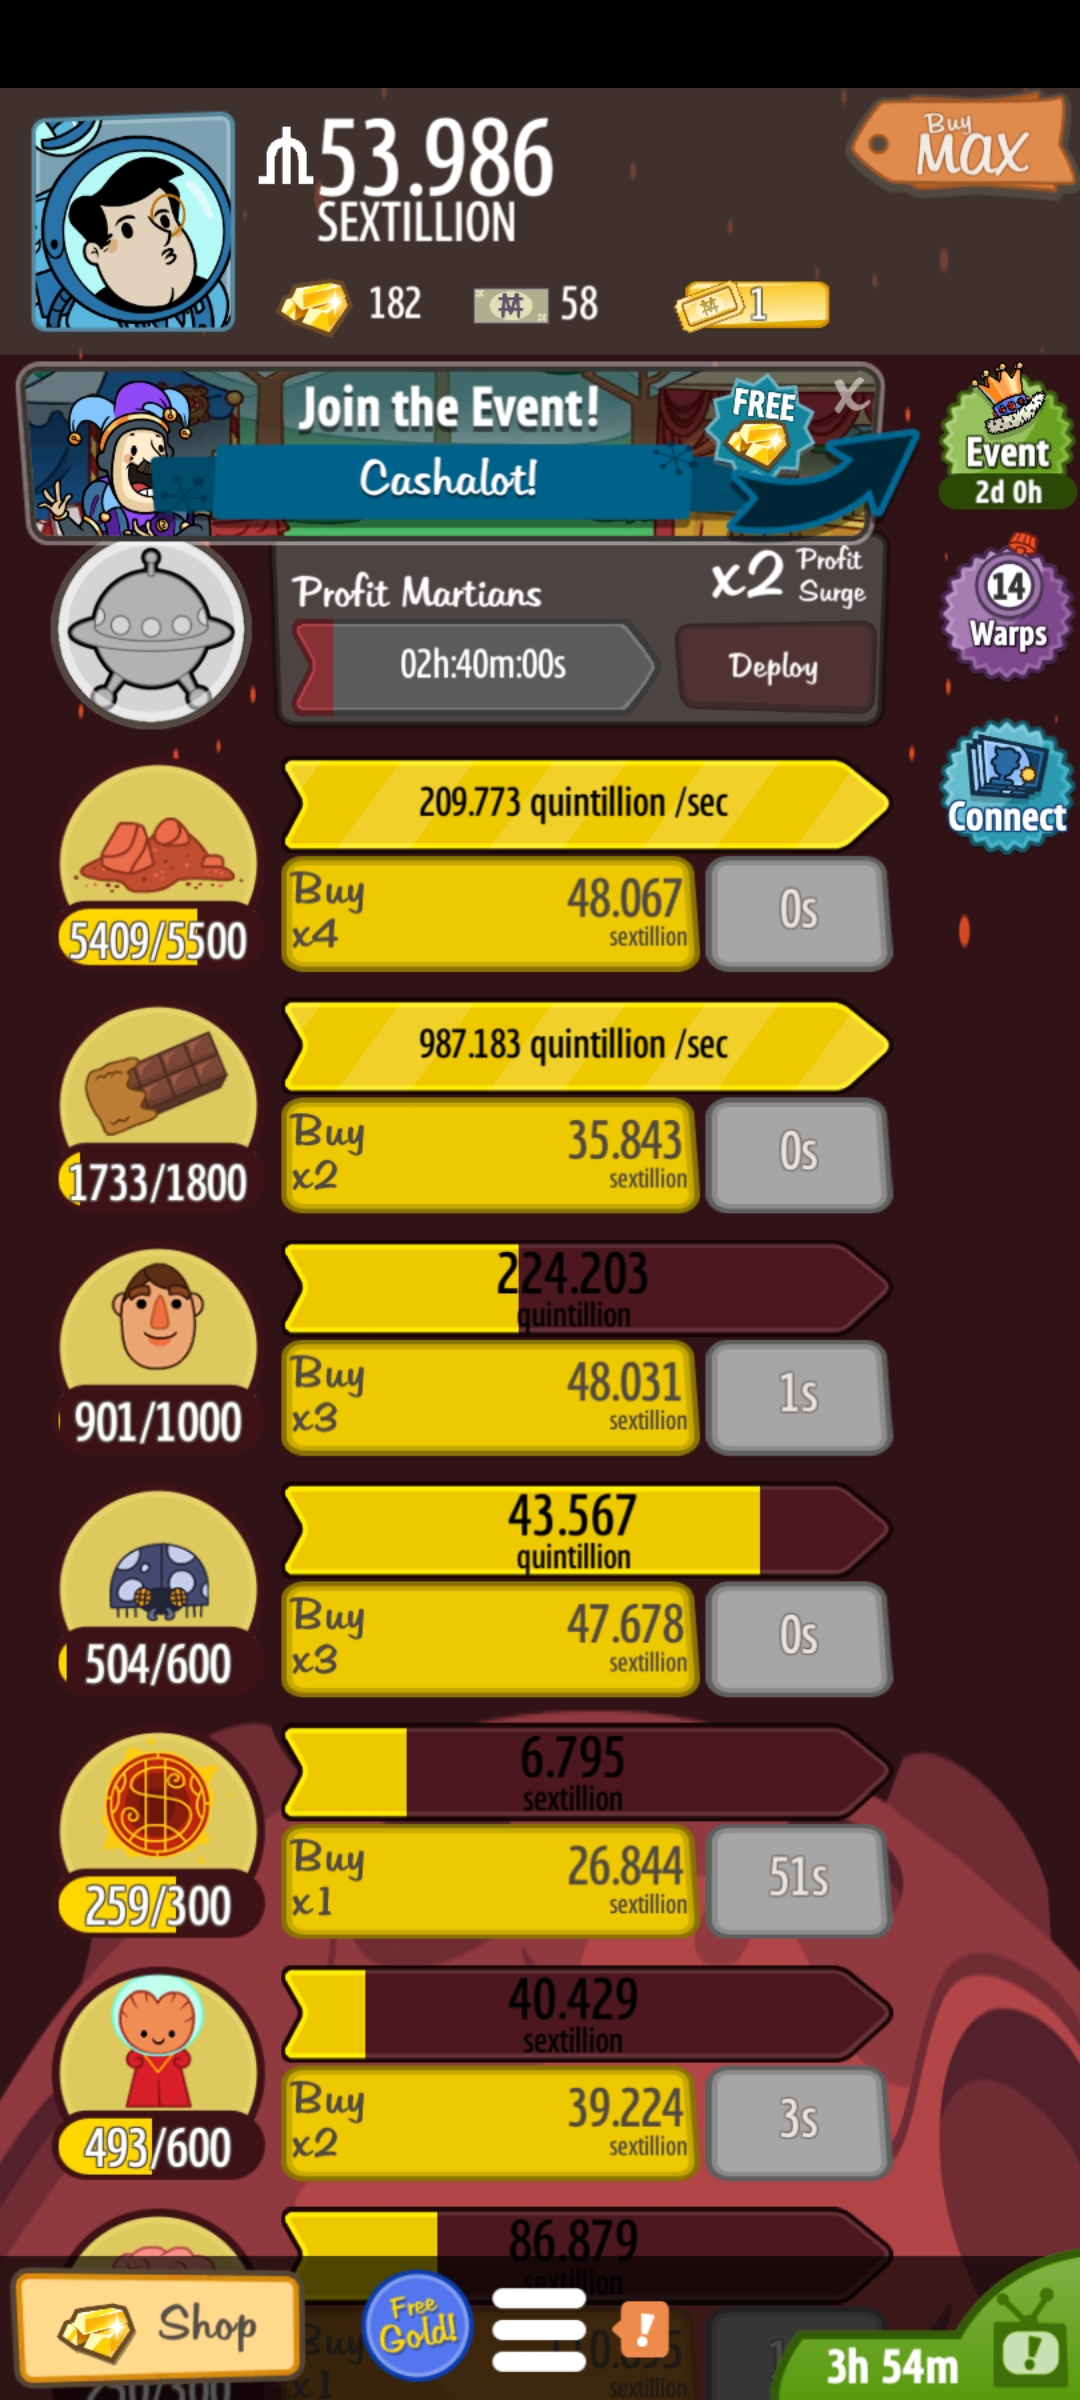 53.986
SEXTILLION
Buy
MAX
182
58
1
Join the Event!
FREE
X
Cashalot!
Event
2d 0h
Profit Martians
x2 Profit Surge
02h:40m:00s
Deploy
14
Warps
Connect
209.773 quintillion /sec
5409/5500
Buy
x4
48.067
sextillion
0s
987.183 quintillion /sec
1733/1800
Buy
x2
35.843
sextillion
0s
224.203
quintillion
901/1000
Buy
x3
48.031
sextillion
1s
43.567
quintillion
504/600
Buy
x3
47.678
sextillion
0s
6.795
sextillion
259/300
Buy
x1
26.844
sextillion
51s
40.429
sextillion
493/600
Buy
x2
39.224
sextillion
3s
86.879
sextillion
Buy
x1
sextillion
Shop
Free
Gold!
!
3h 54m
!